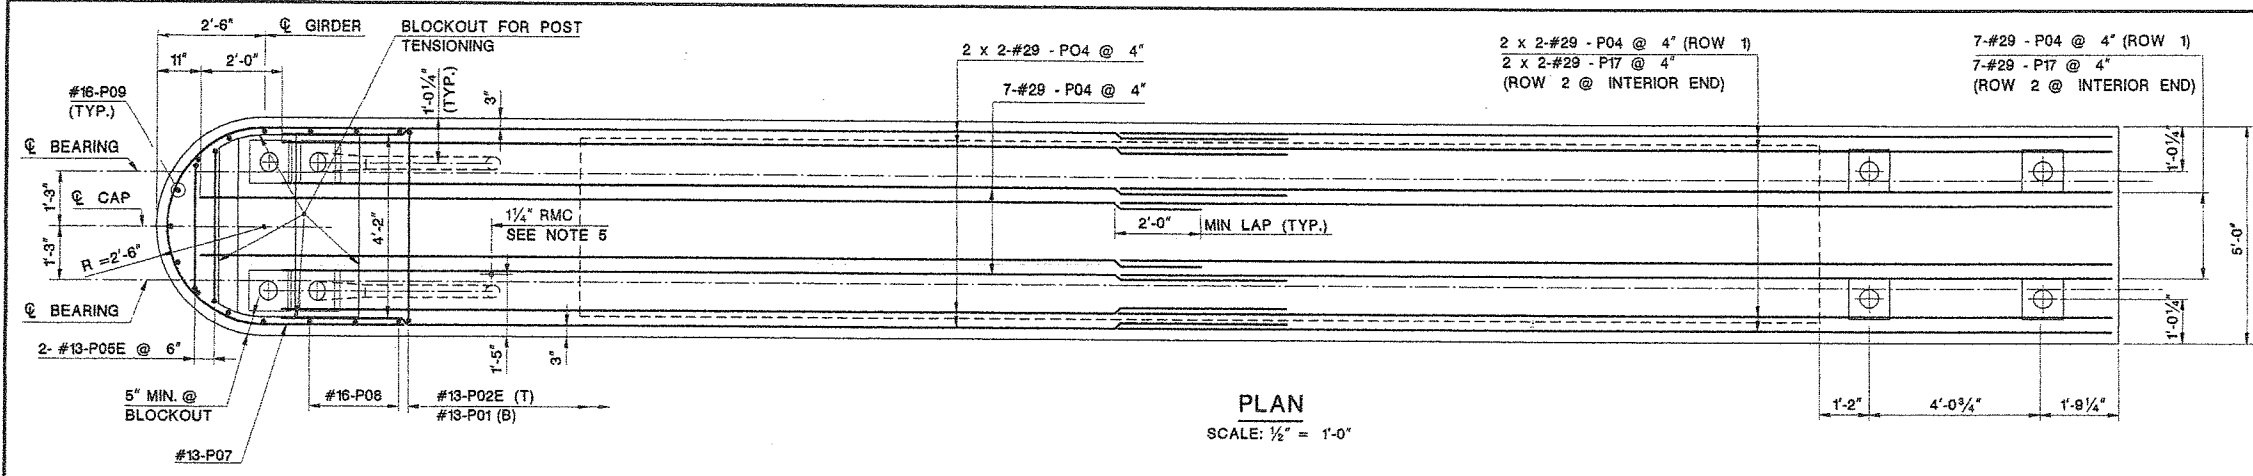 2'-6"
℄ GIRDER
BLOCKOUT FOR POST
TENSIONING
11"
2'-0"
#16-P09
(TYP.)
1'-0¼"
(TYP.)
3"
2 x 2-#29 - PO4 @ 4"
7-#29 - P04 @ 4"
2 x 2-#29 - P04 @ 4" (ROW 1)
2 x 2-#29 - P17 @ 4"
(ROW 2 @ INTERIOR END)
7-#29 - P04 @ 4" (ROW 1)
7-#29 - P17 @ 4"
(ROW 2 @ INTERIOR END)
℄ BEARING
1'-3"
℄ CAP
1'-3"
R =2'-6"
℄ BEARING
4'-2"
1¼" RMC
SEE NOTE 5
2'-0"
MIN LAP (TYP.)
1'-0¼"
5'-0"
1'-0¼"
2- #13-P05E @ 6"
5" MIN. @
BLOCKOUT
#16-P08
1'-5"
3"
#13-P02E (T)
#13-P01 (B)
#13-P07
1'-2"
4'-0¾"
1'-9¼"
PLAN
SCALE: ½" = 1'-0"